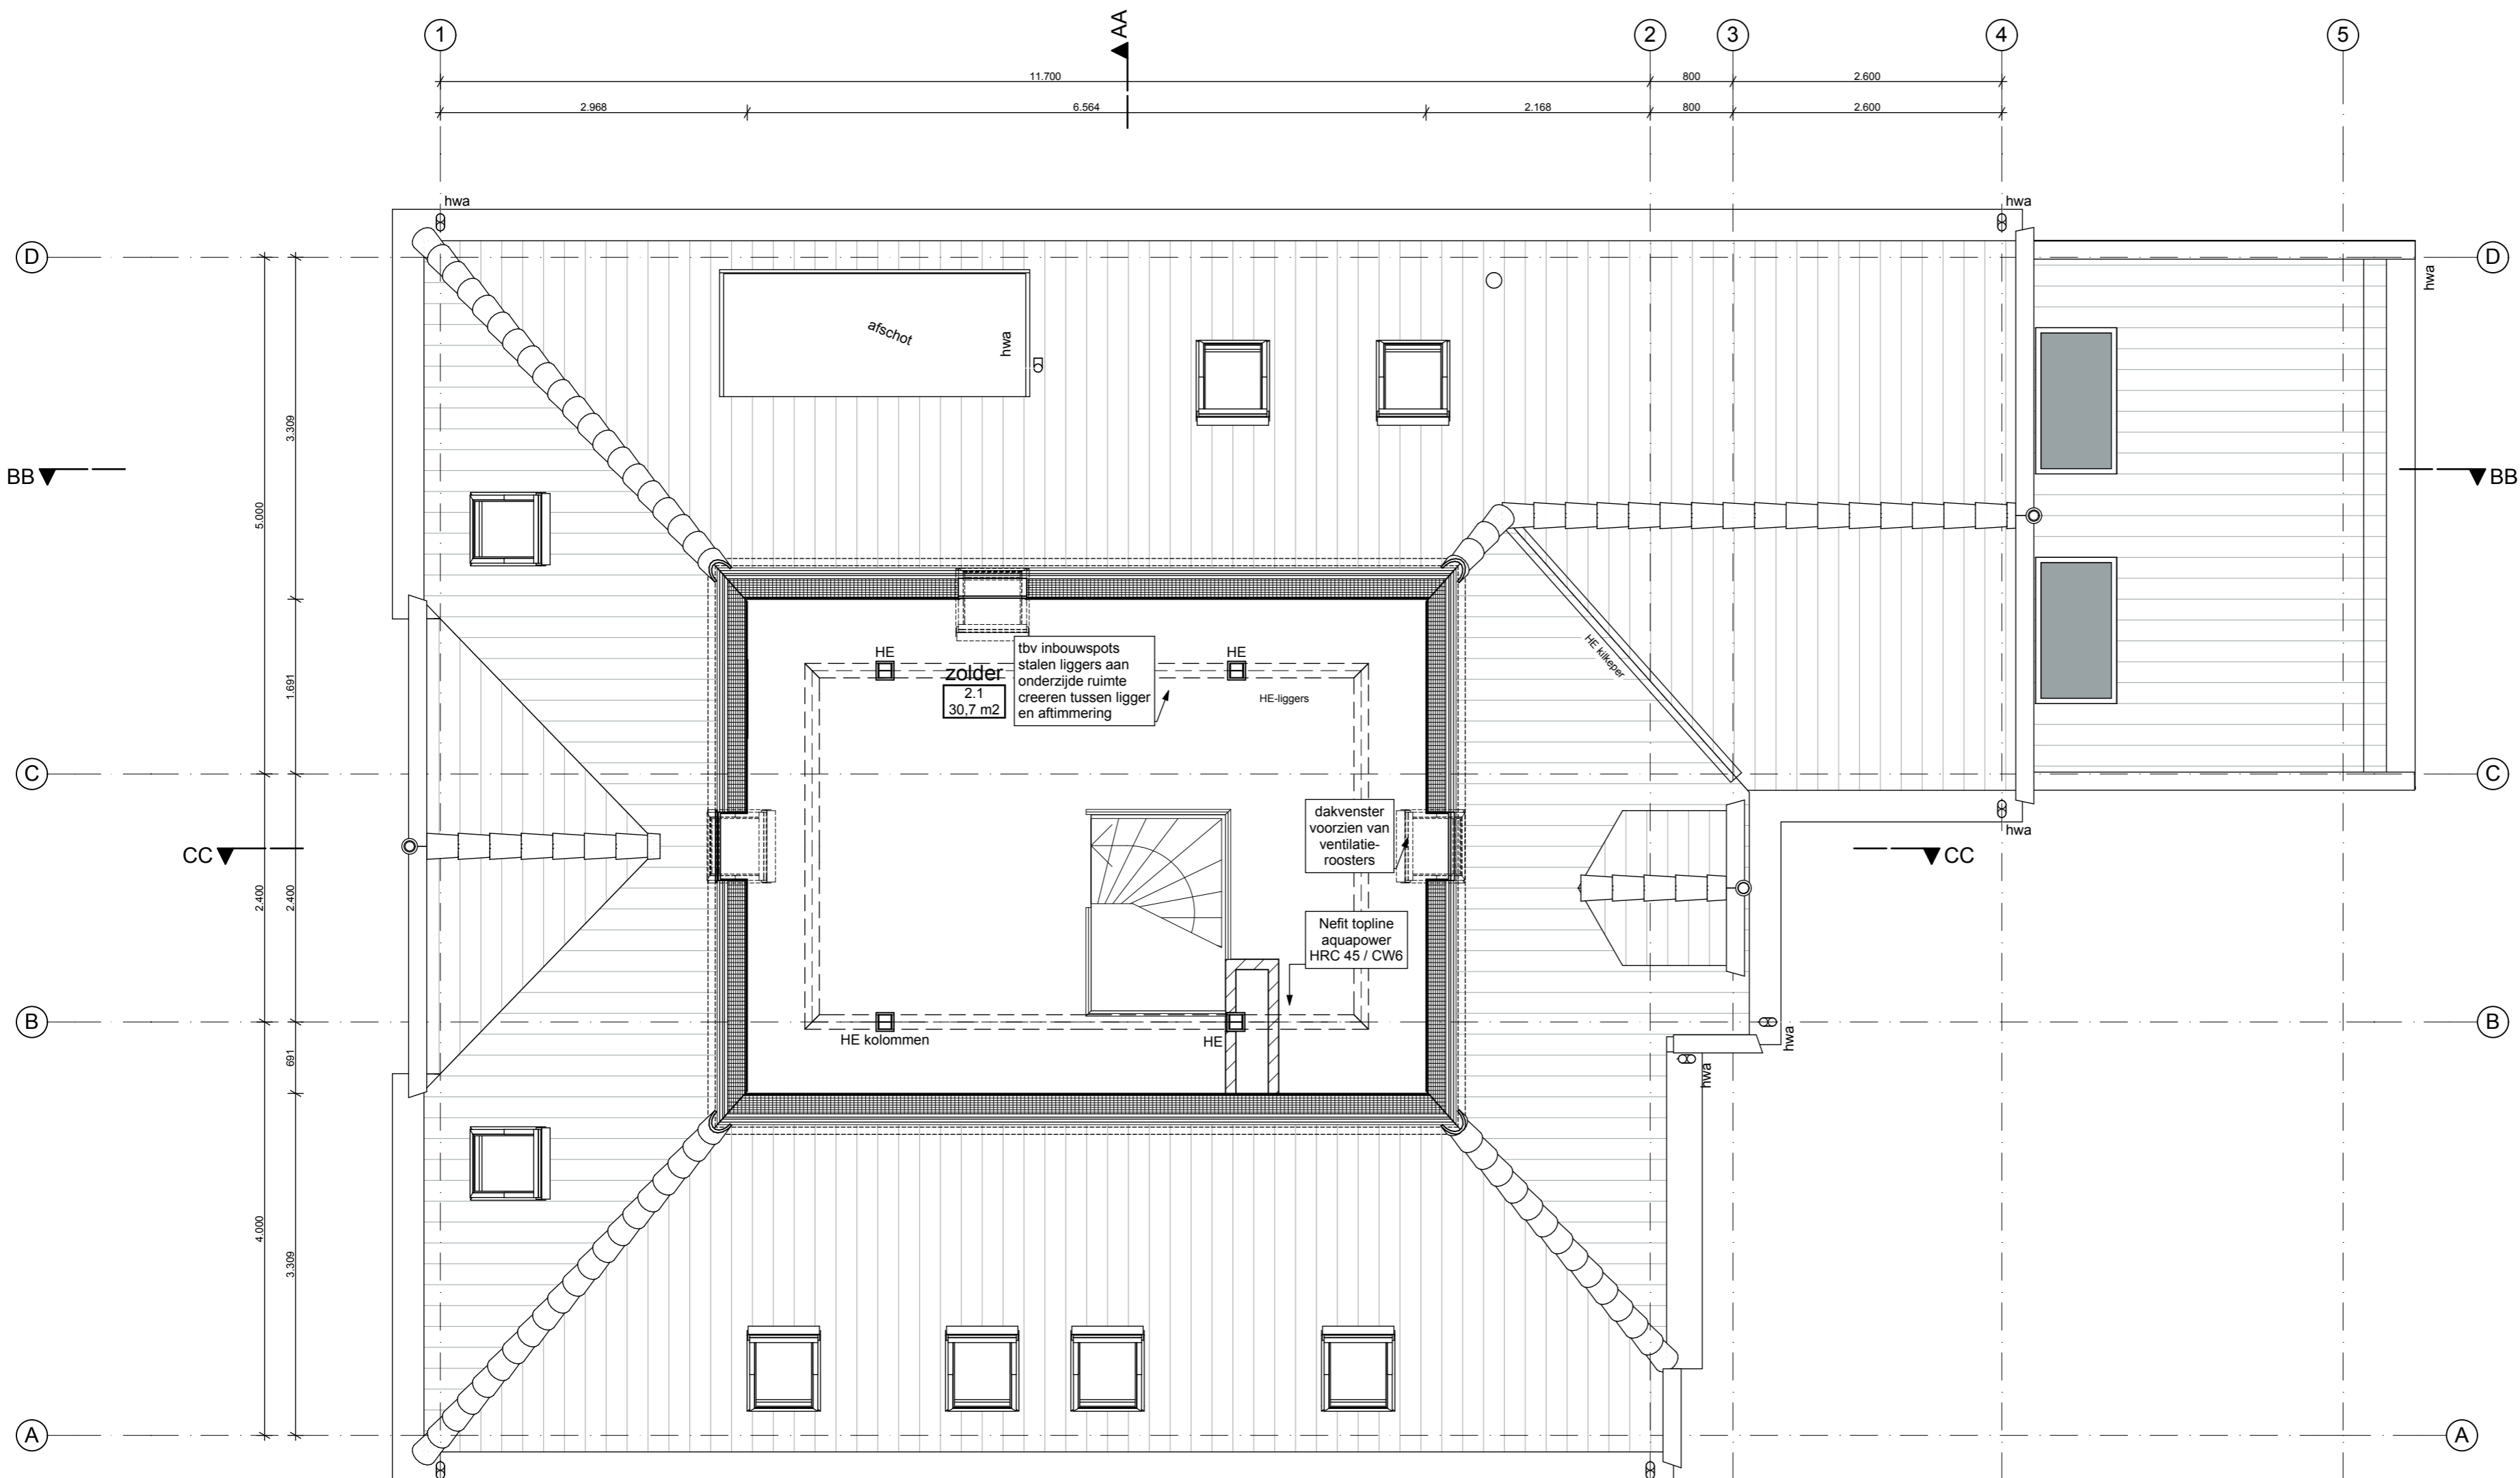 1
AA
2
3
4
5
11.700
800
2.600
2.968
6.564
2.168
800
2.600
hwa
hwa
D
D
hwa
afschot
hwa
3.309
BB
BB
5.000
HE
HE
zolder
2.1
30,7 m2
tbv inbouwspots
stalen liggers aan
onderzijde ruimte
creeren tussen ligger
en aftimmering
HE-liggers
HE kilkeper
1.691
C
C
dakvenster
voorzien van
ventilatie-
roosters
hwa
CC
CC
2.400
2.400
Nefit topline
aquapower
HRC 45 / CW6
B
B
HE kolommen
HE
hwa
691
hwa
4.000
3.309
A
A